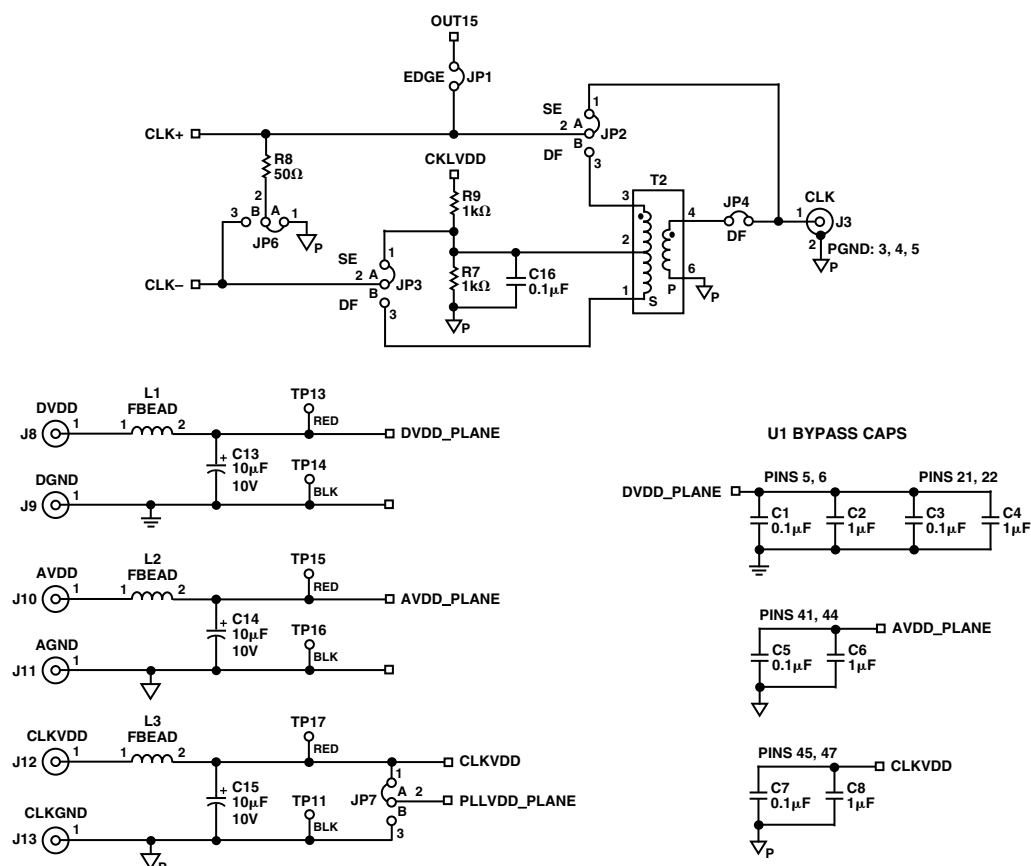 OUT15
EDGE JP1
CLK+
SE
1
2 A
JP2
B
DF
3
R8
50Ω
2
3 B A 1
JP6
P
CKLVDD
R9
1kΩ
SE
1
2 A
JP3
B
DF
3
R7
1kΩ
P
C16
0.1µF
CLK–
T2
3
2
1
S
4
6
P
P
JP4
DF
CLK
1
J3
2
PGND: 3, 4, 5
P
DVDD
J8
1
L1
FBEAD
1 2
TP13
RED
DVDD_PLANE
+ C13
10µF
10V
DGND
J9
1
TP14
BLK
AVDD
J10
1
L2
FBEAD
1 2
TP15
RED
AVDD_PLANE
+ C14
10µF
10V
AGND
J11
1
TP16
BLK
CLKVDD
J12
1
L3
FBEAD
1 2
TP17
RED
CLKVDD
+ C15
10µF
10V
JP7
1
A 2
B
3
PLLVDD_PLANE
CLKGND
J13
1
TP11
BLK
P
U1 BYPASS CAPS
PINS 5, 6
PINS 21, 22
DVDD_PLANE
C1
0.1µF
C2
1µF
C3
0.1µF
C4
1µF
PINS 41, 44
AVDD_PLANE
C5
0.1µF
C6
1µF
PINS 45, 47
CLKVDD
C7
0.1µF
C8
1µF
P